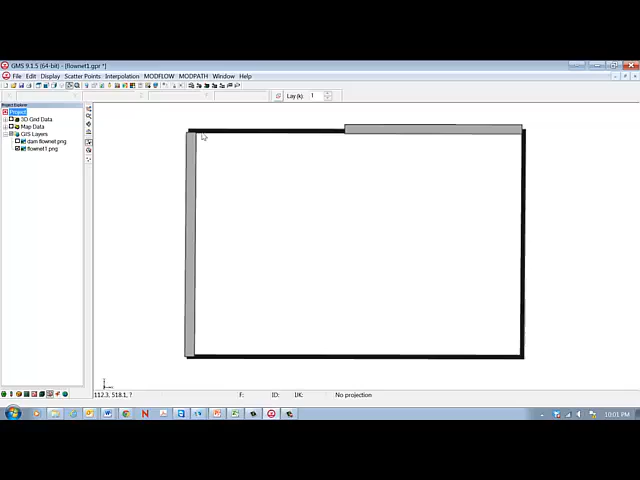 GMS 9.1.5 (64-bit) - [flownet1.gpr *]
File Edit Display Scatter Points Interpolation MODFLOW MODPATH Window Help
Lay (k): 1
Project Explorer
Project
3D Grid Data
Map Data
GIS Layers
dam flownet.png
flownet1.png
112.3, 518.1, ? F: ID: IJK: No projection
10:01 PM